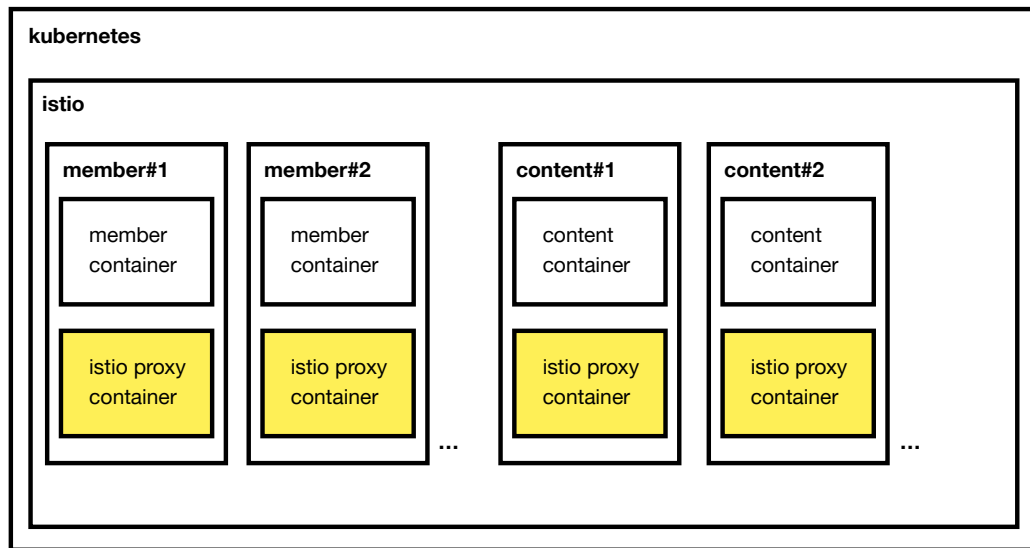 kubernetes
istio
member#1
member
container
istio proxy
container
member#2
member
container
istio proxy
container
...
content#1
content
container
istio proxy
container
content#2
content
container
istio proxy
container
...